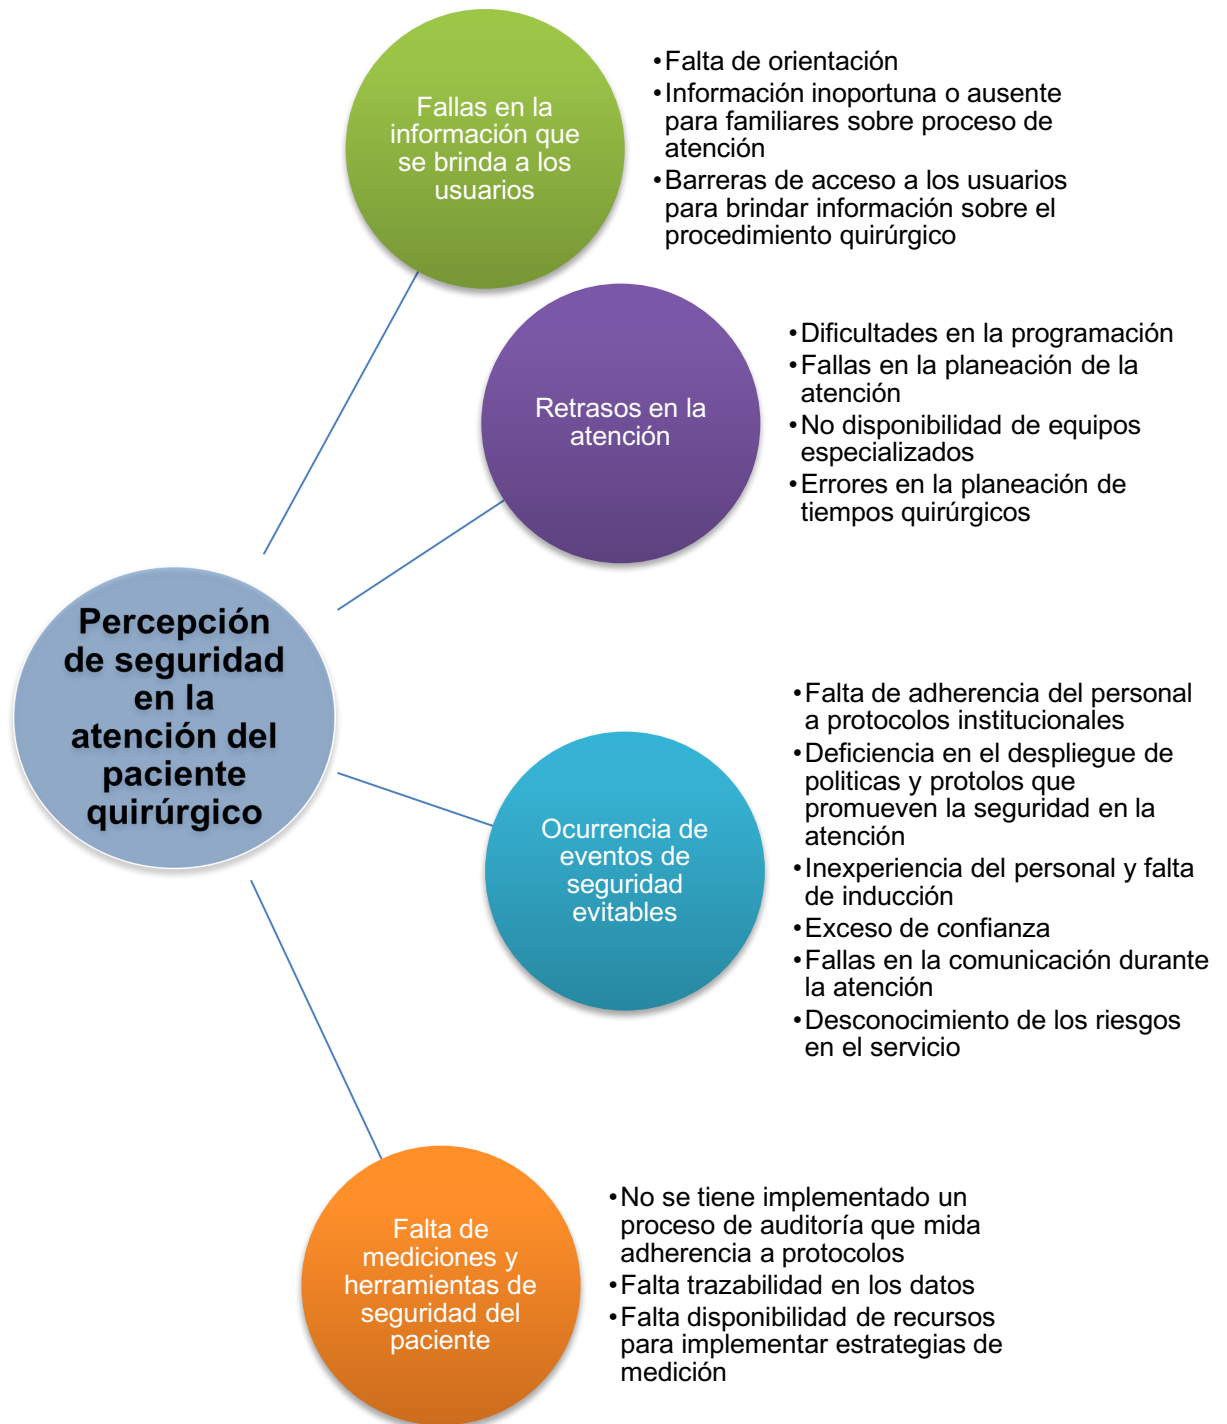 Fallas en la
información que
se brinda a los
usuarios
•Falta de orientación
•Información inoportuna o ausente
para familiares sobre proceso de
atención
•Barreras de acceso a los usuarios
para brindar información sobre el
procedimiento quirúrgico
Retrasos en la
atención
•Dificultades en la programación
•Fallas en la planeación de la
atención
•No disponibilidad de equipos
especializados
•Errores en la planeación de
tiempos quirúrgicos
Percepción
de seguridad
en la
atención del
paciente
quirúrgico
Ocurrencia de
eventos de
seguridad
evitables
•Falta de adherencia del personal
a protocolos institucionales
•Deficiencia en el despliegue de
politicas y protolos que
promueven la seguridad en la
atención
•Inexperiencia del personal y falta
de inducción
•Exceso de confianza
•Fallas en la comunicación durante
la atención
•Desconocimiento de los riesgos
en el servicio
Falta de
mediciones y
herramientas de
seguridad del
paciente
•No se tiene implementado un
proceso de auditoría que mida
adherencia a protocolos
•Falta trazabilidad en los datos
•Falta disponibilidad de recursos
para implementar estrategias de
medición